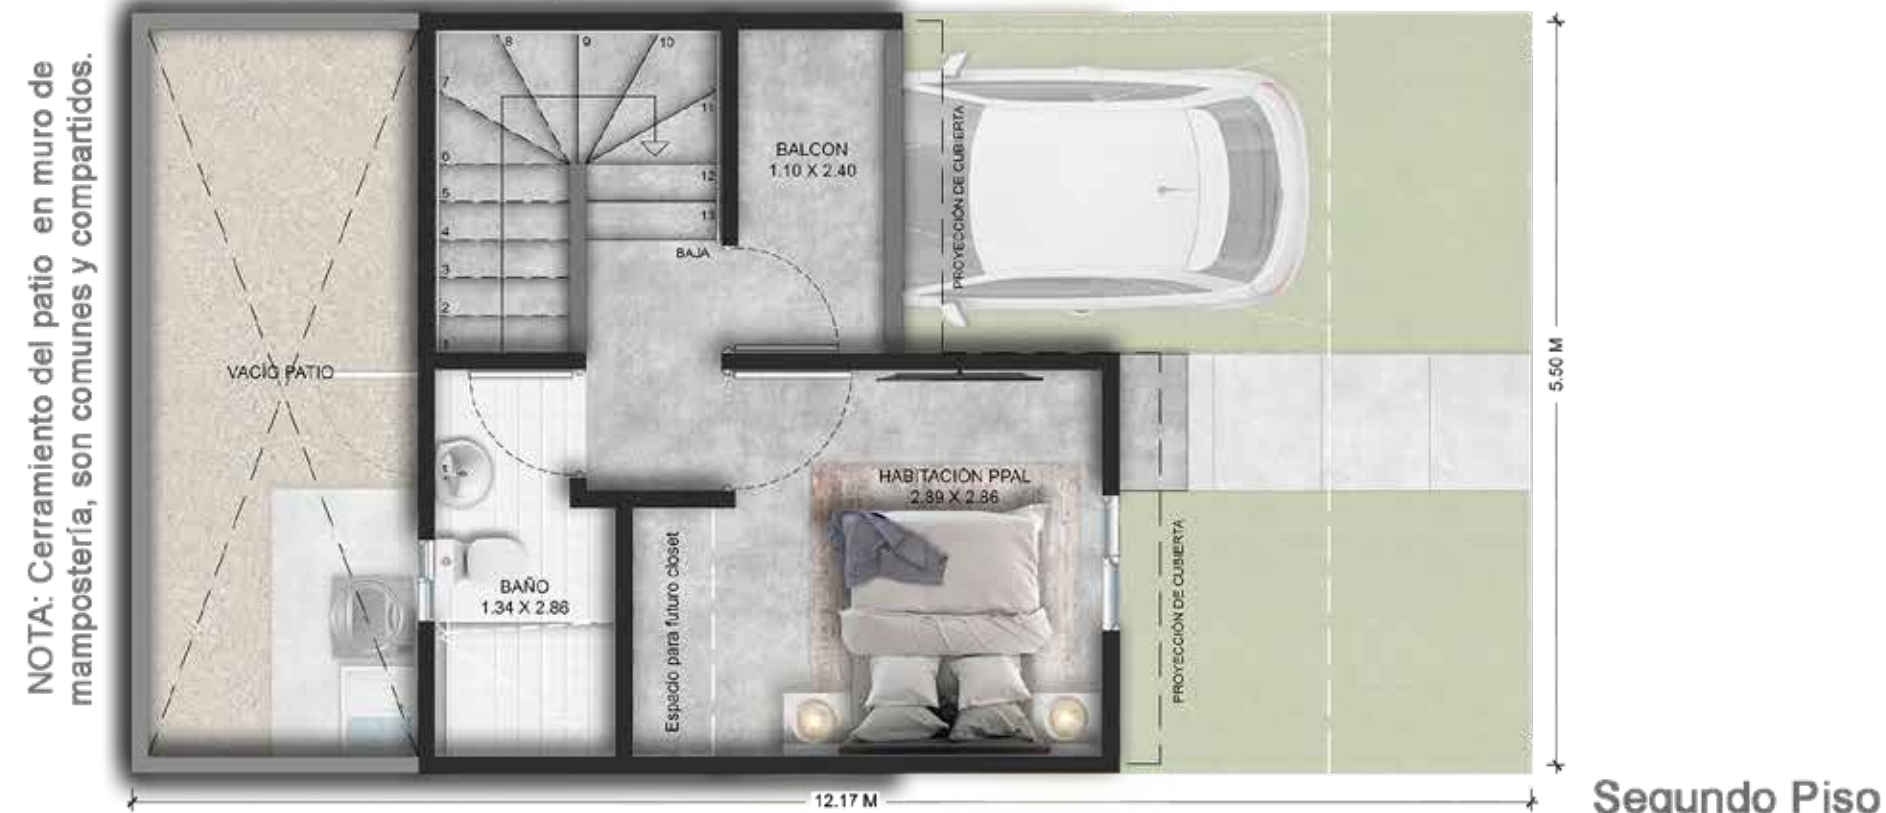 NOTA: Cerramiento del patio en muro de
mampostería, son comunes y compartidos.
8
9
10
7
11
6
12
5
13
4
3
2
1
BAJA
BALCON
1.10 X 2.40
PROYECCIÓN DE CUBIERTA
VACÍO PATIO
HABITACIÓN PPAL
2.89 X 2.86
BAÑO
1.34 X 2.86
Espacio para futuro closet
PROYECCIÓN DE CUBIERTA
5.50 M
12.17 M
Segundo Piso